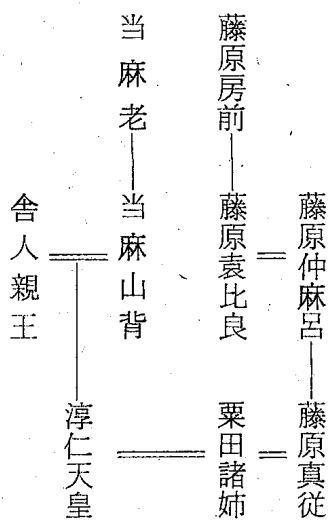 藤原仲麻呂 藤原真従
藤原房前 藤原袁比良 粟田諸姉
当麻老 当麻山背
淳仁天皇
舎人親王